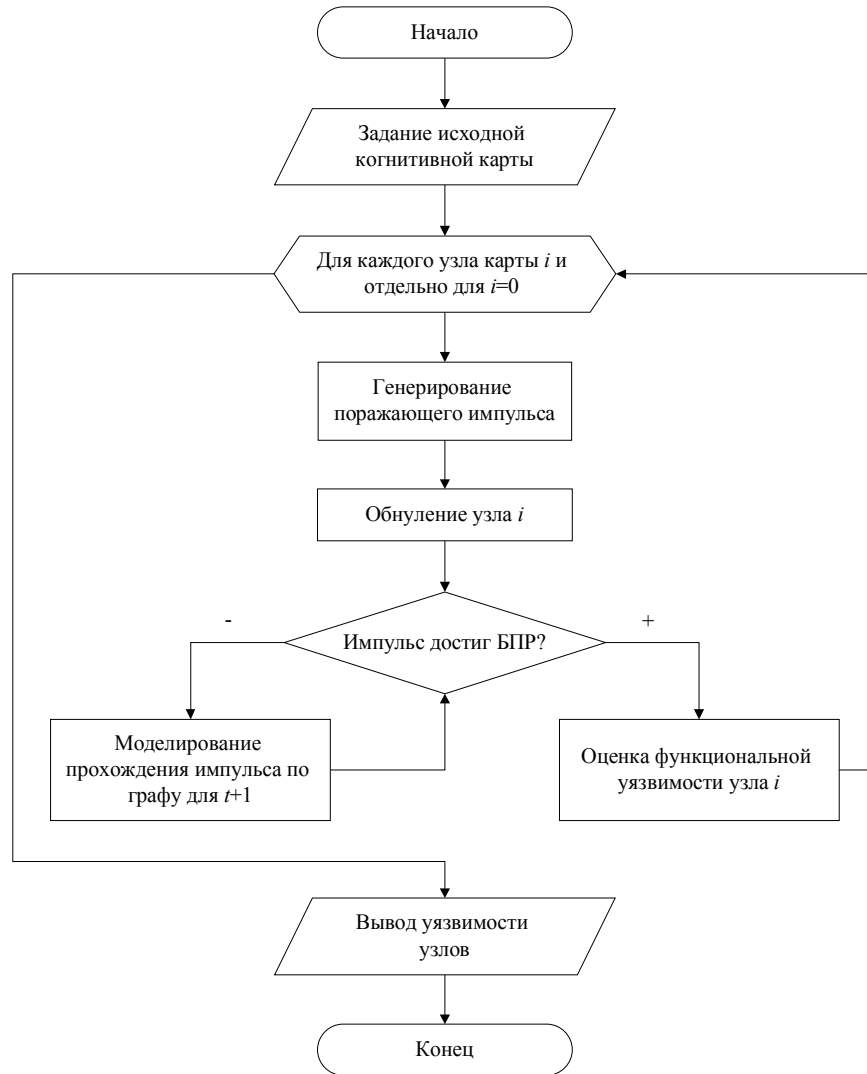 Начало
Задание исходной
когнитивной карты
Для каждого узла карты i и
отдельно для i=0
Генерирование
поражающего импульса
Обнуление узла i
-
+
Импульс достиг БПР?
Моделирование
прохождения импульса по
графу для t+1
Оценка функциональной
уязвимости узла i
Вывод уязвимости
узлов
Конец